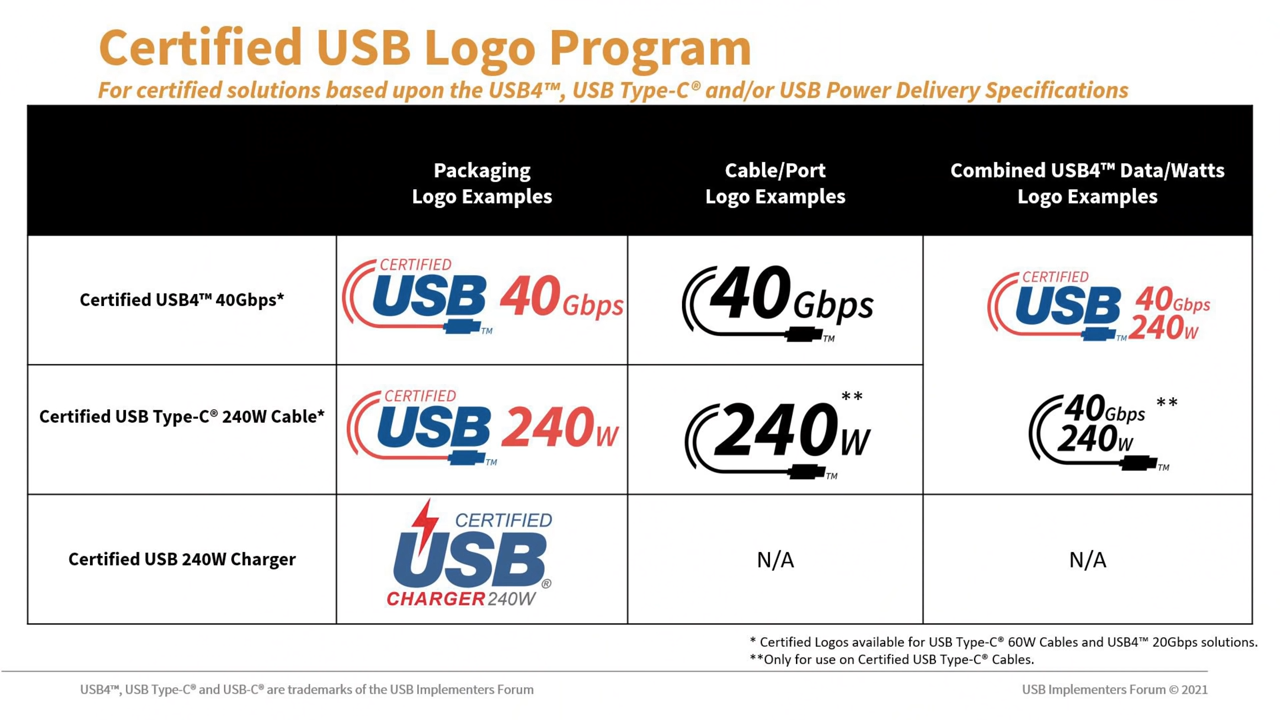 Certified USB Logo Program
For certified solutions based upon the USB4™, USB Type-C® and/or USB Power Delivery Specifications
Packaging
Logo Examples
Cable/Port
Logo Examples
Combined USB4™ Data/Watts
Logo Examples
Certified USB4™ 40Gbps*
CERTIFIED
USB 40Gbps
TM
40Gbps
TM
CERTIFIED
USB 40Gbps
240W
TM
Certified USB Type-C® 240W Cable*
CERTIFIED
USB 240W
TM
240W **
TM
40Gbps **
240W
TM
Certified USB 240W Charger
CERTIFIED
USB®
CHARGER 240W
N/A
N/A
* Certified Logos available for USB Type-C® 60W Cables and USB4™ 20Gbps solutions.
**Only for use on Certified USB Type-C® Cables.
USB4™, USB Type-C® and USB-C® are trademarks of the USB Implementers Forum
USB Implementers Forum © 2021